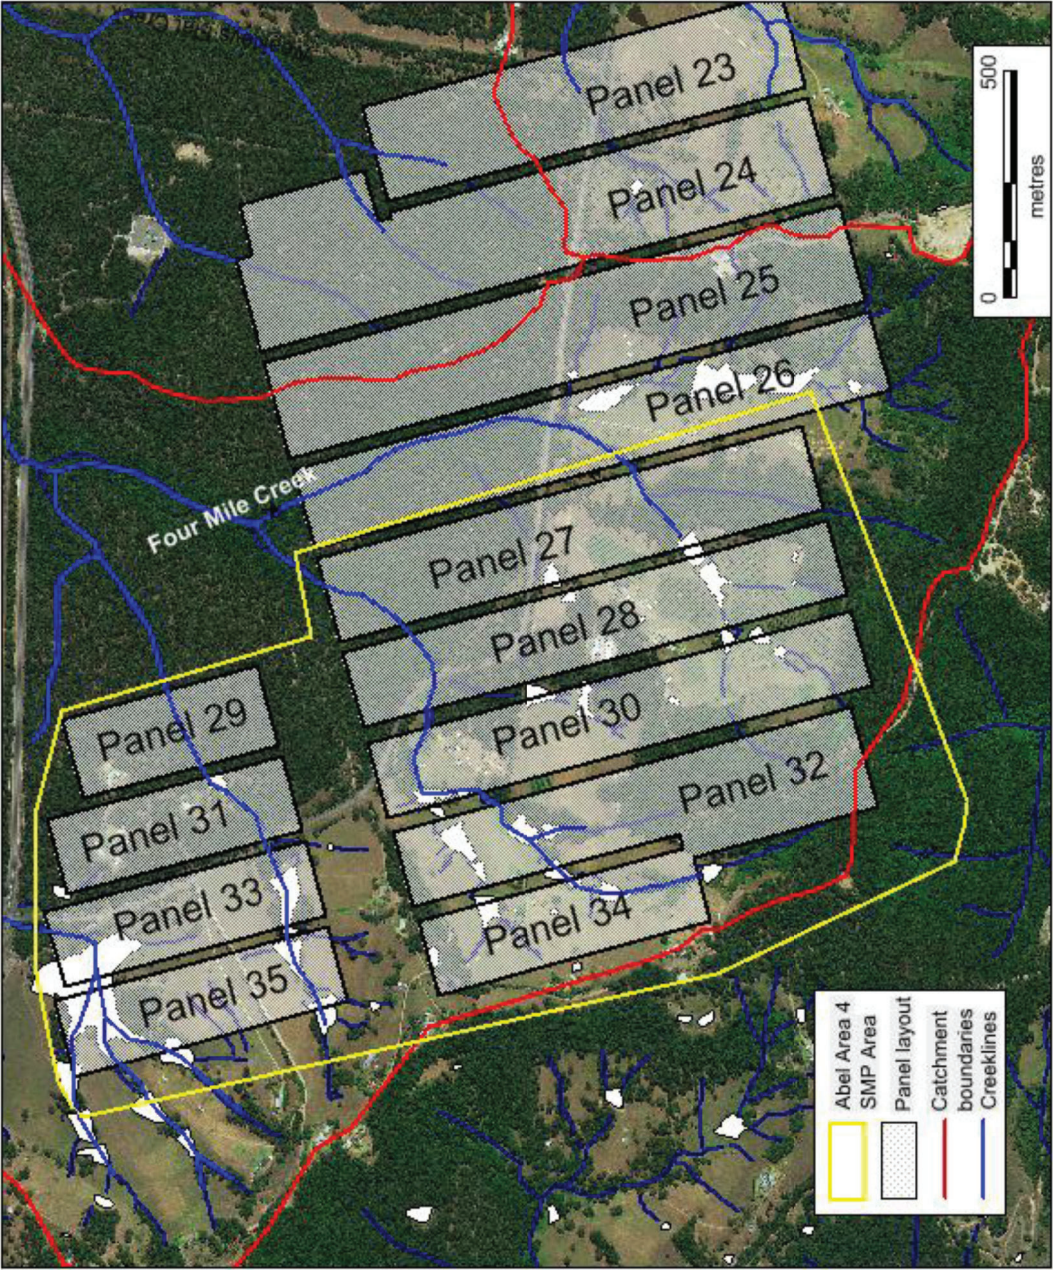 Panel 23
Panel 24
Panel 25
Panel 26
Four Mile Creek
Panel 27
Panel 28
Panel 29
Panel 30
Panel 31
Panel 32
Panel 33
Panel 34
Panel 35
0 500
metres
Abel Area 4
SMP Area
Panel layout
Catchment
boundaries
Creeklines